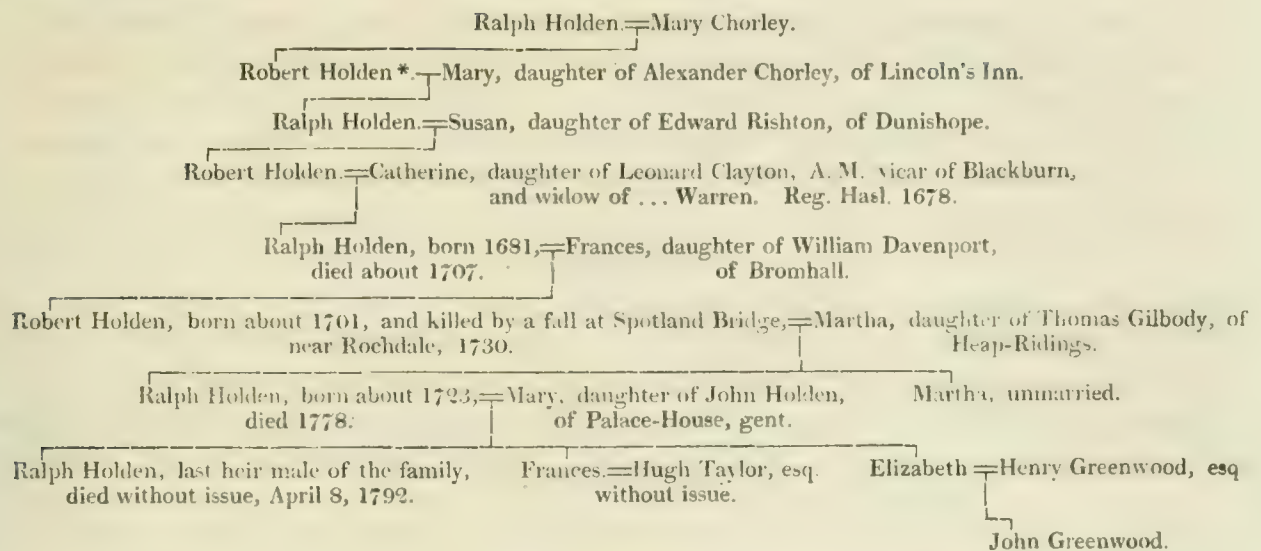 Ralph Holden.=Mary Chorley.
Robert Holden *.=Mary, daughter of Alexander Chorley, of Lincoln's Inn.
Ralph Holden.=Susan, daughter of Edward Rishton, of Dunishope.
Robert Holden.=Catherine, daughter of Leonard Clayton, A. M. vicar of Blackburn,
and widow of ... Warren. Reg. Hasl. 1678.
Ralph Holden, born 1681,=Frances, daughter of William Davenport,
died about 1707. of Bromhall.
Robert Holden, born about 1701, and killed by a fall at Spotland Bridge,=Martha, daughter of Thomas Gilbody, of
near Rochdale, 1730. Heap-Ridings.
Ralph Holden, born about 1723,=Mary, daughter of John Holden, Martha, unmarried.
died 1778. of Palace-House, gent.
Ralph Holden, last heir male of the family, Frances.=Hugh Taylor, esq. Elizabeth=Henry Greenwood, esq
died without issue, April 8, 1792. without issue.
John Greenwood.